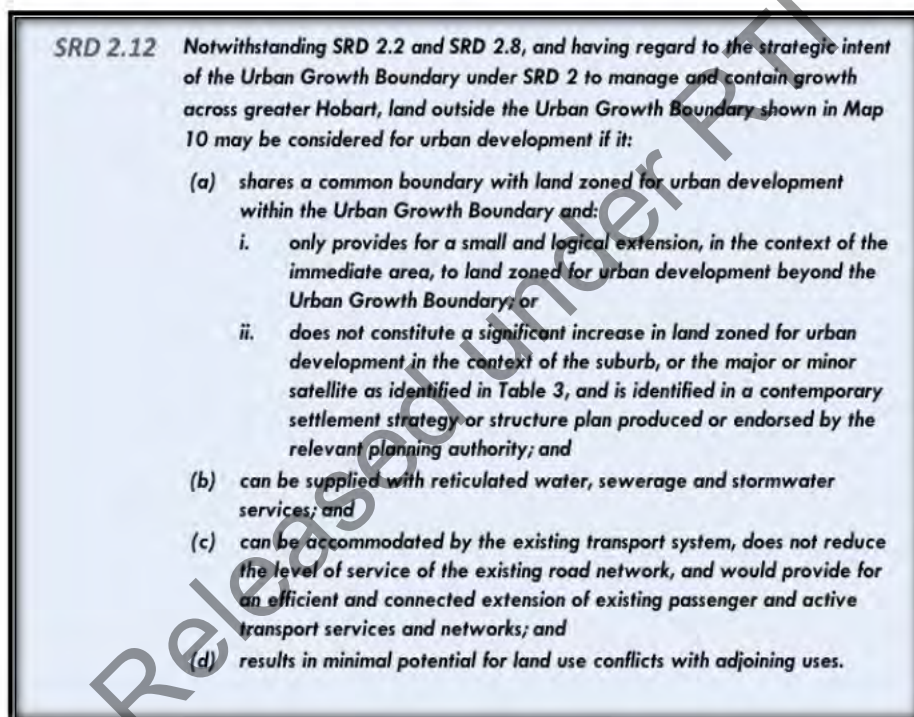 SRD 2.12 Notwithstanding SRD 2.2 and SRD 2.8, and having regard to the strategic intent
of the Urban Growth Boundary under SRD 2 to manage and contain growth
across greater Hobart, land outside the Urban Growth Boundary shown in Map
10 may be considered for urban development if it:
(a) shares a common boundary with land zoned for urban development
within the Urban Growth Boundary and:
i. only provides for a small and logical extension, in the context of the
immediate area, to land zoned for urban development beyond the
Urban Growth Boundary; or
ii. does not constitute a significant increase in land zoned for urban
development in the context of the suburb, or the major or minor
satellite as identified in Table 3, and is identified in a contemporary
settlement strategy or structure plan produced or endorsed by the
relevant planning authority; and
(b) can be supplied with reticulated water, sewerage and stormwater
services; and
(c) can be accommodated by the existing transport system, does not reduce
the level of service of the existing road network, and would provide for
an efficient and connected extension of existing passenger and active
transport services and networks; and
(d) results in minimal potential for land use conflicts with adjoining uses.
Released under RTI